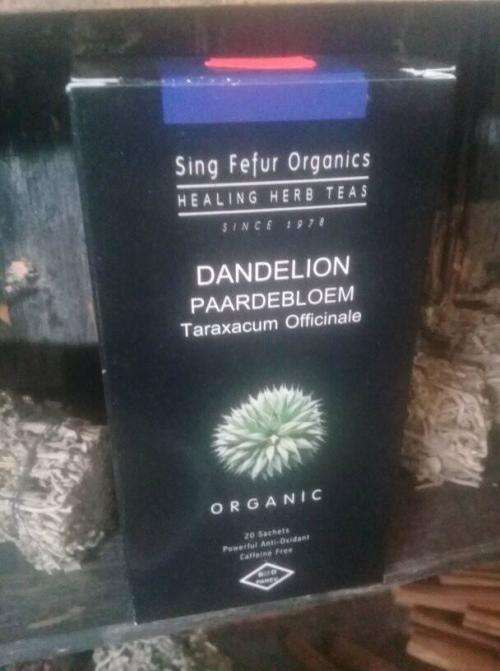 Sing Fefur Organics
HEALING HERB TEAS
SINCE 1978
DANDELION
PAARDEBLOEM
Taraxacum Officinale
ORGANIC
20 Sachets
Powerful Anti-Oxidant
Caffeine Free